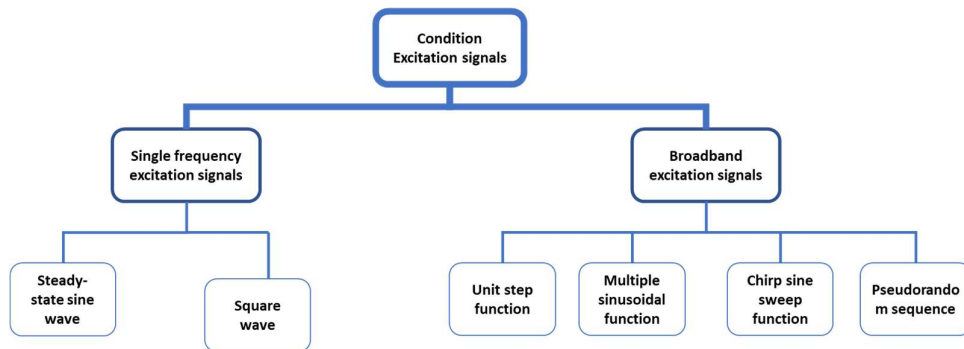 Condition
Excitation signals
Single frequency
excitation signals
Broadband
excitation signals
Steady-
state sine
wave
Square
wave
Unit step
function
Multiple
sinusoidal
function
Chirp sine
sweep
function
Pseudorando
m sequence